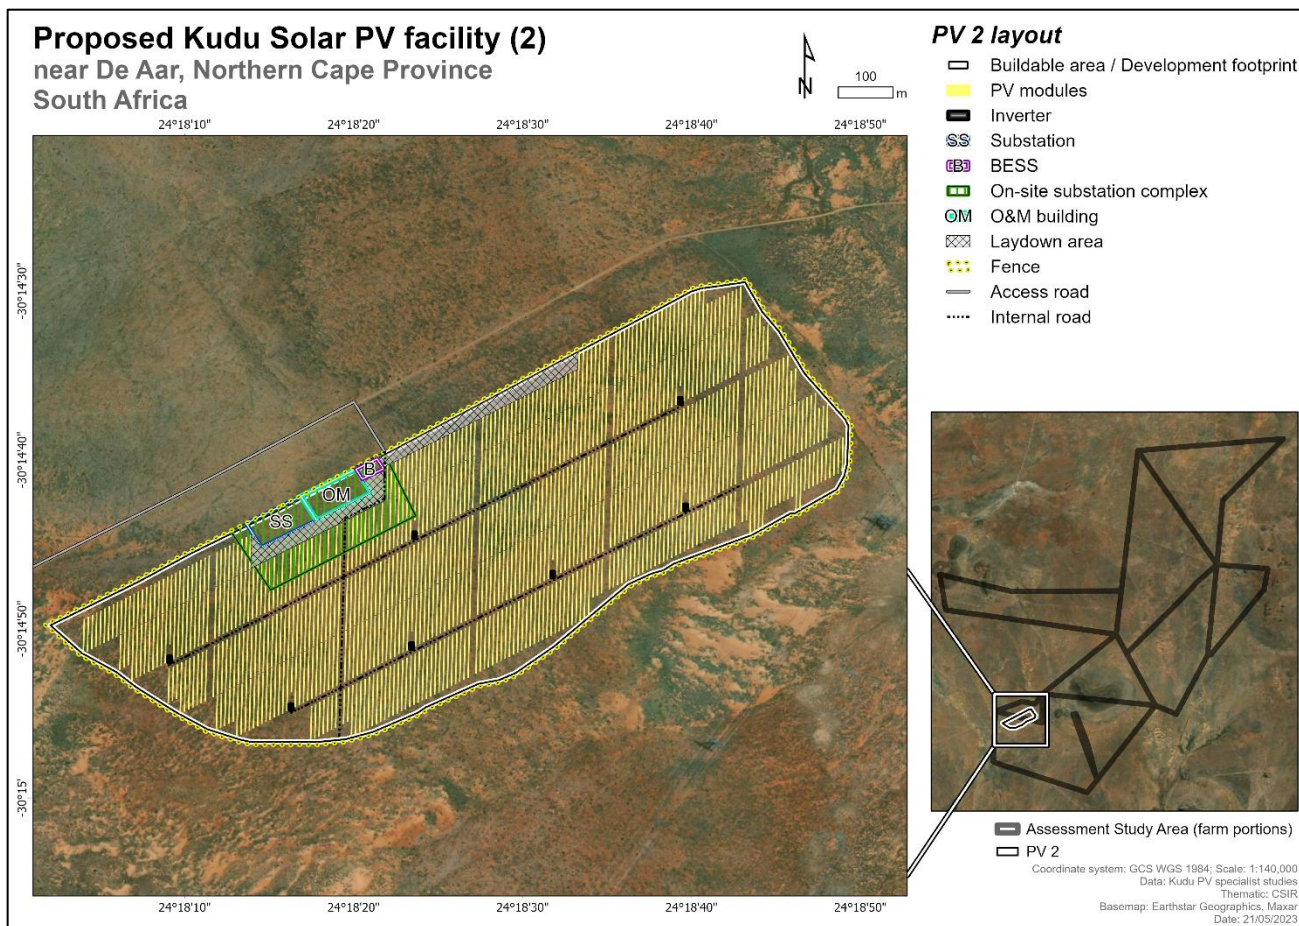 Proposed Kudu Solar PV facility (2)
near De Aar, Northern Cape Province
South Africa
N
100
m
PV 2 layout
Buildable area / Development footprint
PV modules
Inverter
SS Substation
B BESS
On-site substation complex
OM O&M building
Laydown area
Fence
Access road
Internal road
24°18'10" 24°18'20" 24°18'30" 24°18'40" 24°18'50"
-30°14'30"
-30°14'40"
-30°14'50"
-30°15'
B
OM
SS
24°18'10" 24°18'20" 24°18'30" 24°18'40" 24°18'50"
Assessment Study Area (farm portions)
PV 2
Coordinate system: GCS WGS 1984; Scale: 1:140,000
Data: Kudu PV specialist studies
Thematic: CSIR
Basemap: Earthstar Geographics, Maxar
Date: 21/05/2023